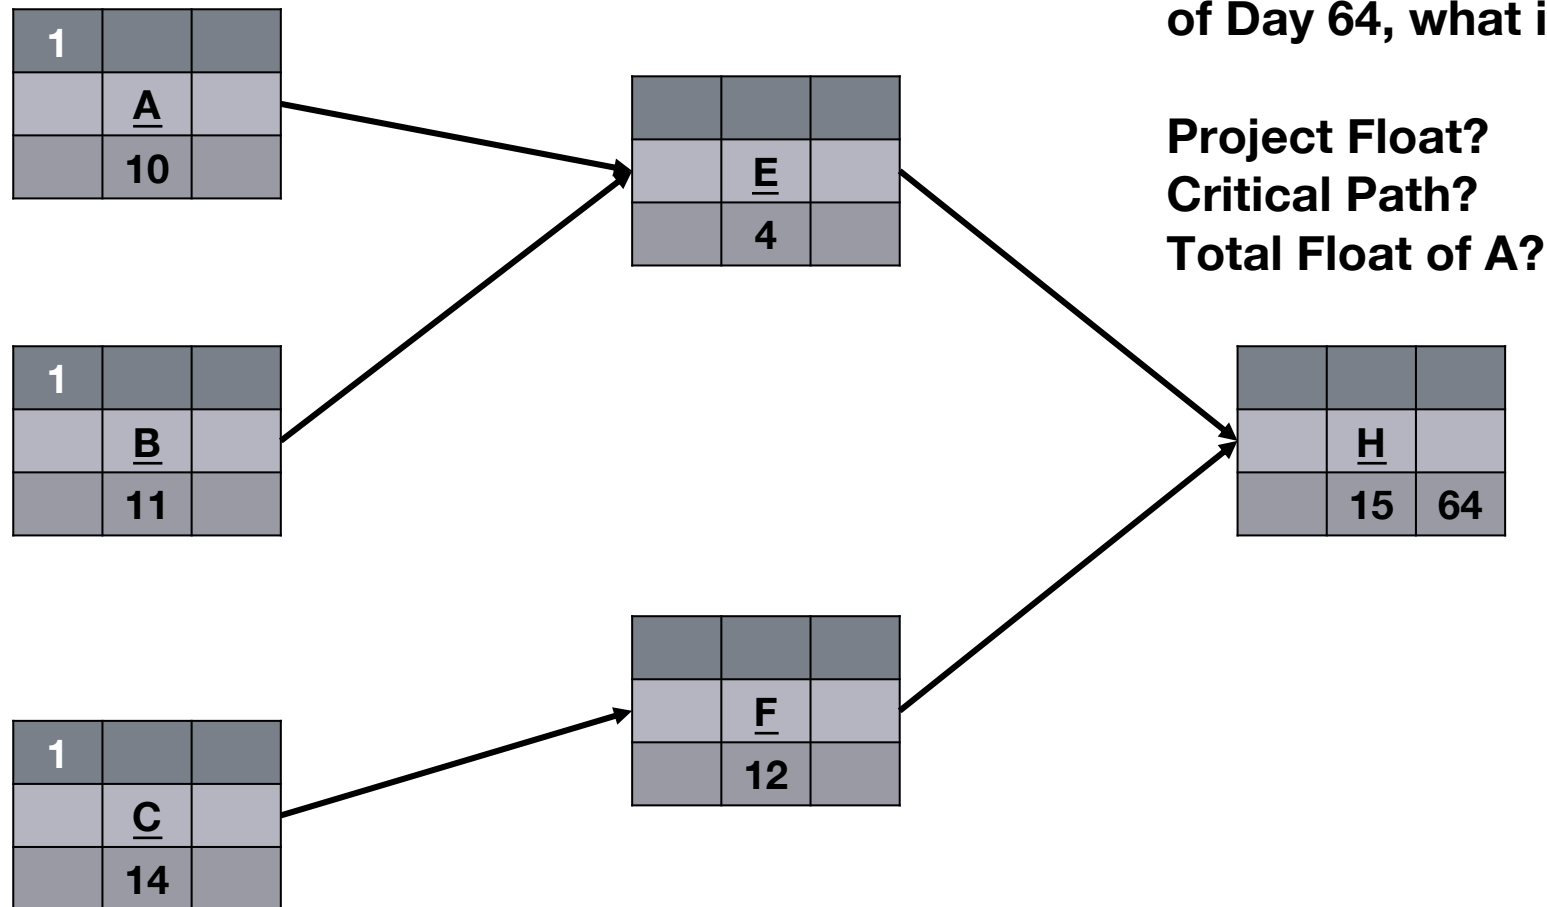 of Day 64, what i
Project Float?
Critical Path?
Total Float of A?
1
A
10
E
4
1
B
11
H
15 64
F
12
1
C
14